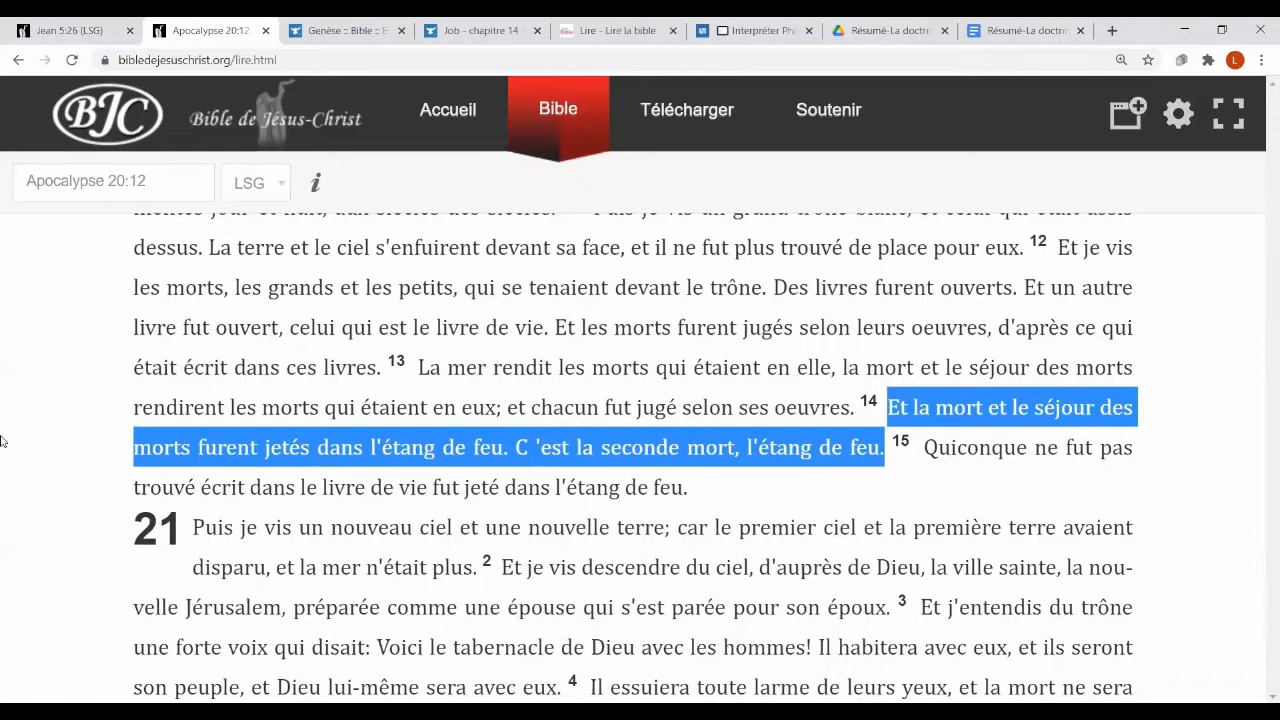 Jean 5:26 (LSG)
Apocalypse 20:12
Genèse :: Bible :: E
Job - chapitre 14
Lire - Lire la bible
Interpréter Ph
Résumé-La doctri
Résumé-La doctrin
bibledejesuschrist.org/lire.html
L
BJC Bible de Jésus-Christ
Accueil
Bible
Télécharger
Soutenir
Apocalypse 20:12
LSG
i
dessus. La terre et le ciel s'enfuirent devant sa face, et il ne fut plus trouvé de place pour eux. 12 Et je vis
les morts, les grands et les petits, qui se tenaient devant le trône. Des livres furent ouverts. Et un autre
livre fut ouvert, celui qui est le livre de vie. Et les morts furent jugés selon leurs oeuvres, d'après ce qui
était écrit dans ces livres. 13 La mer rendit les morts qui étaient en elle, la mort et le séjour des morts
rendirent les morts qui étaient en eux; et chacun fut jugé selon ses oeuvres. 14 Et la mort et le séjour des
morts furent jetés dans l'étang de feu. C 'est la seconde mort, l'étang de feu. 15 Quiconque ne fut pas
trouvé écrit dans le livre de vie fut jeté dans l'étang de feu.
21 Puis je vis un nouveau ciel et une nouvelle terre; car le premier ciel et la première terre avaient
disparu, et la mer n'était plus. 2 Et je vis descendre du ciel, d'auprès de Dieu, la ville sainte, la nou-
velle Jérusalem, préparée comme une épouse qui s'est parée pour son époux. 3 Et j'entendis du trône
une forte voix qui disait: Voici le tabernacle de Dieu avec les hommes! Il habitera avec eux, et ils seront
son peuple, et Dieu lui-même sera avec eux. 4 Il essuiera toute larme de leurs yeux, et la mort ne sera